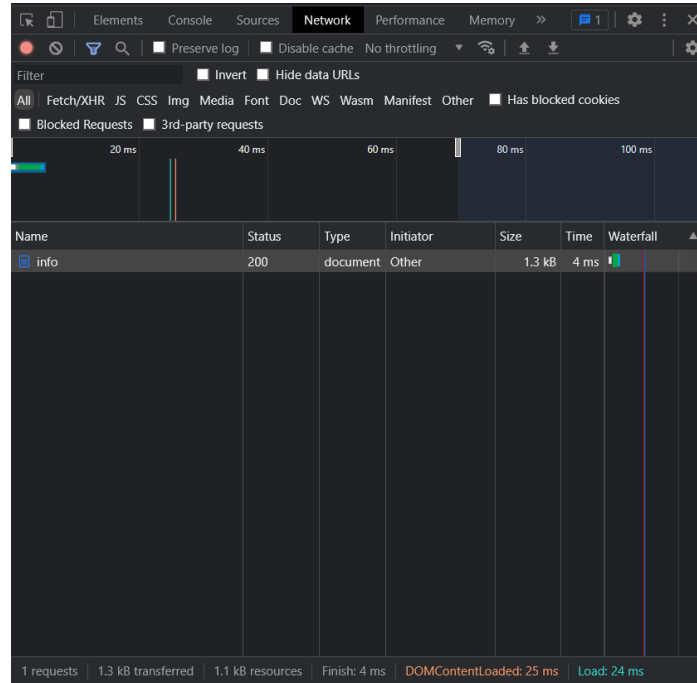 Elements Console Sources Network Performance Memory » 1
Preserve log Disable cache No throttling
Filter Invert Hide data URLs
All Fetch/XHR JS CSS Img Media Font Doc WS Wasm Manifest Other Has blocked cookies
Blocked Requests 3rd-party requests
20 ms 40 ms 60 ms 80 ms 100 ms
Name Status Type Initiator Size Time Waterfall
info 200 document Other 1.3 kB 4 ms
1 requests 1.3 kB transferred 1.1 kB resources Finish: 4 ms DOMContentLoaded: 25 ms Load: 24 ms